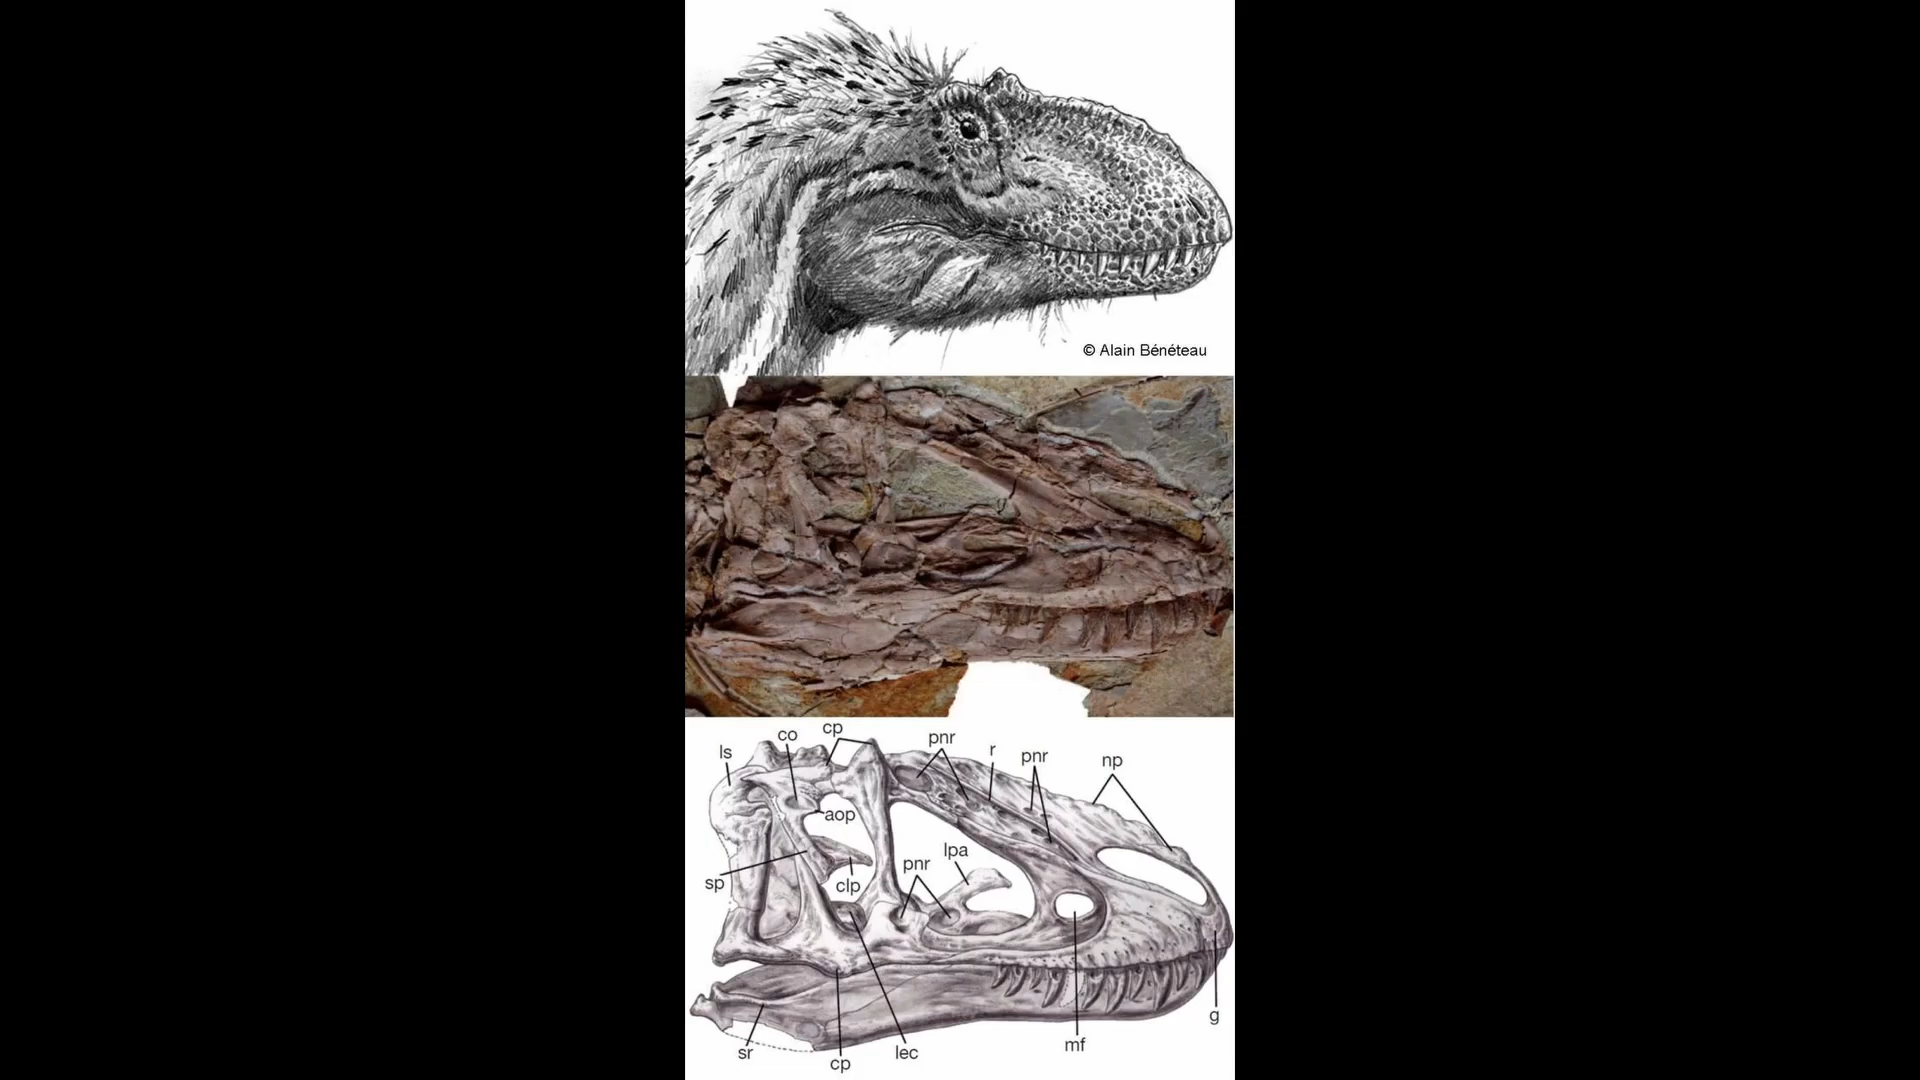 © Alain Bénéteau
co
cp
pnr
r
pnr
np
ls
aop
lpa
pnr
sp
clp
g
sr
cp
lec
mf